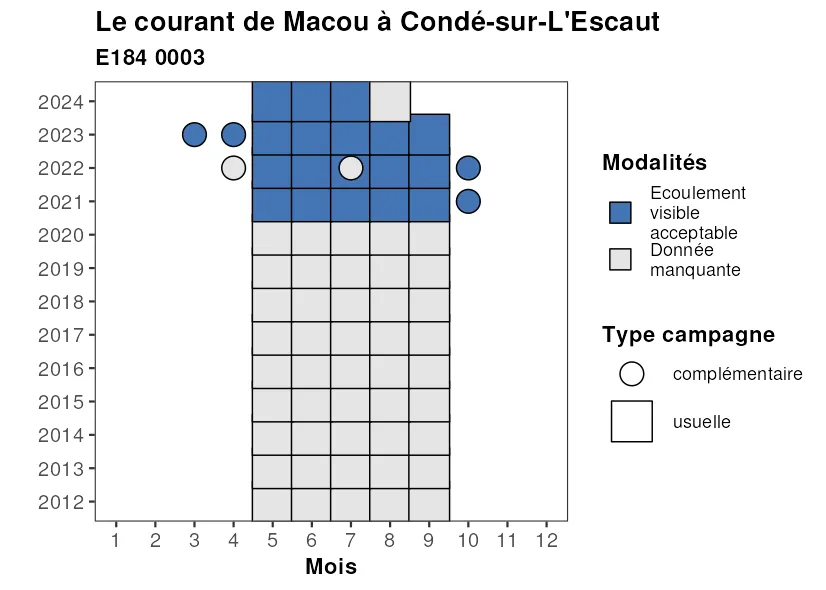 Le courant de Macou à Condé-sur-L'Escaut
E184 0003
2024
2023
2022
2021
2020
2019
2018
2017
2016
2015
2014
2013
2012
1 2 3 4 5 6 7 8 9 10 11 12
Mois
Modalités
Ecoulement
visible
acceptable
Donnée
manquante
Type campagne
complémentaire
usuelle